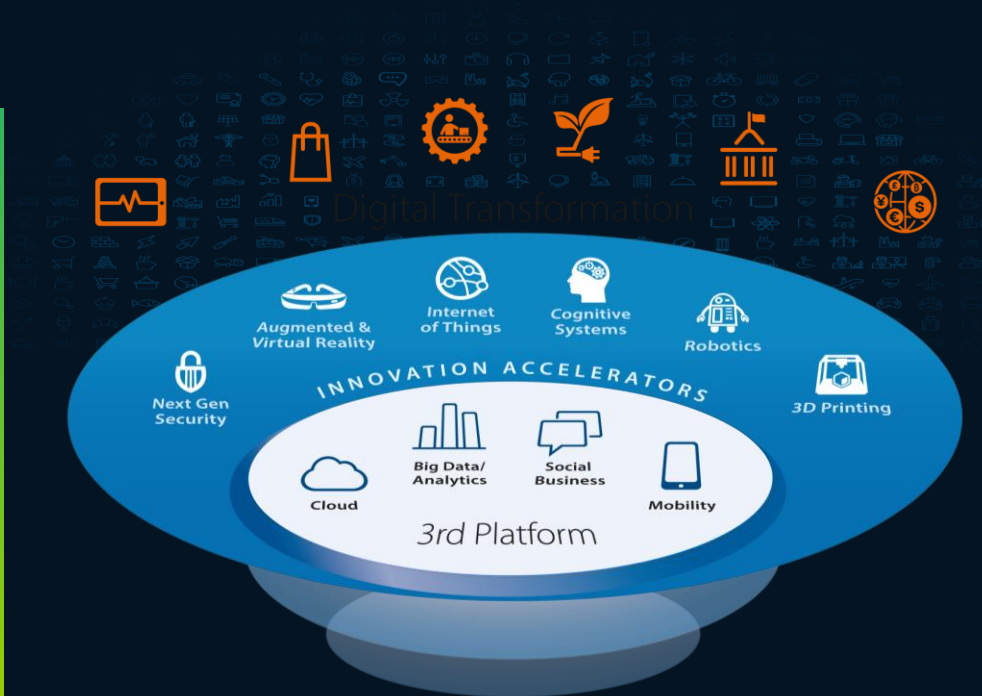 Digital Transformation
Augmented &
Virtual Reality
Internet
of Things
Cognitive
Systems
Robotics
Next Gen
Security
3D Printing
INNOVATION ACCELERATORS
Cloud
Big Data/
Analytics
Social
Business
Mobility
3rd Platform